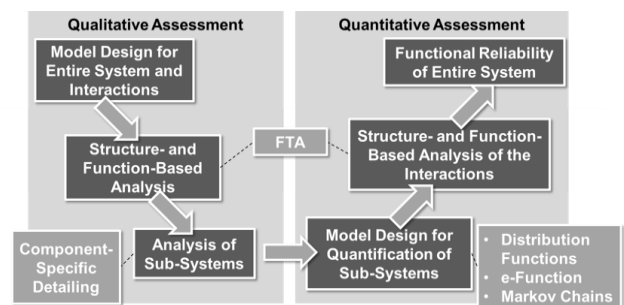 Qualitative Assessment
Model Design for
Entire System and
Interactions
Structure- and
Function-Based
Analysis
Component-
Specific
Detailing
Analysis of
Sub-Systems
FTA
Quantitative Assessment
Functional Reliability
of Entire System
Structure- and Function-
Based Analysis of the
Interactions
Model Design for
Quantification of
Sub-Systems
• Distribution
Functions
• e-Function
• Markov Chains